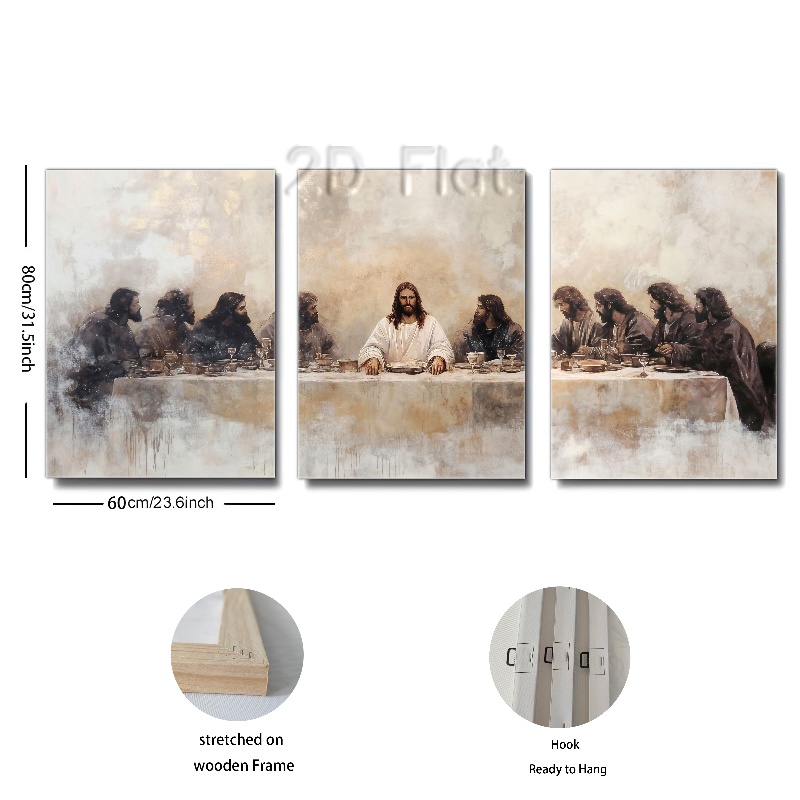 2D Flat
80cm/31.5inch
60cm/23.6inch
stretched on
wooden Frame
Hook
Ready to Hang